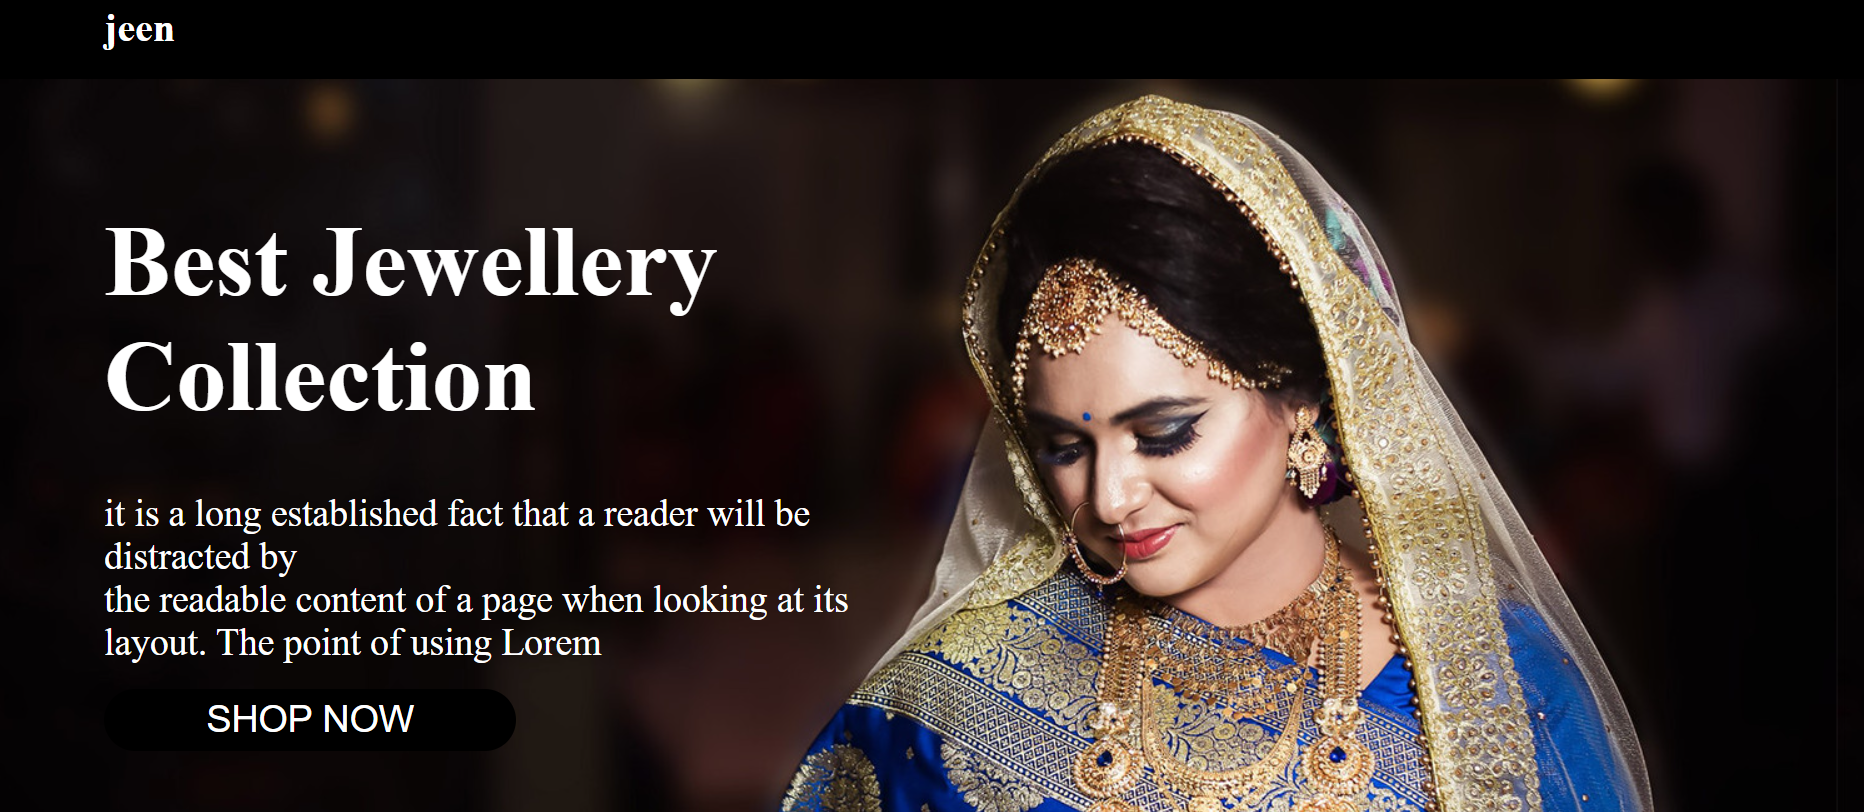 jeen
Best Jewellery
Collection
it is a long established fact that a reader will be
distracted by
the readable content of a page when looking at its
layout. The point of using Lorem
SHOP NOW